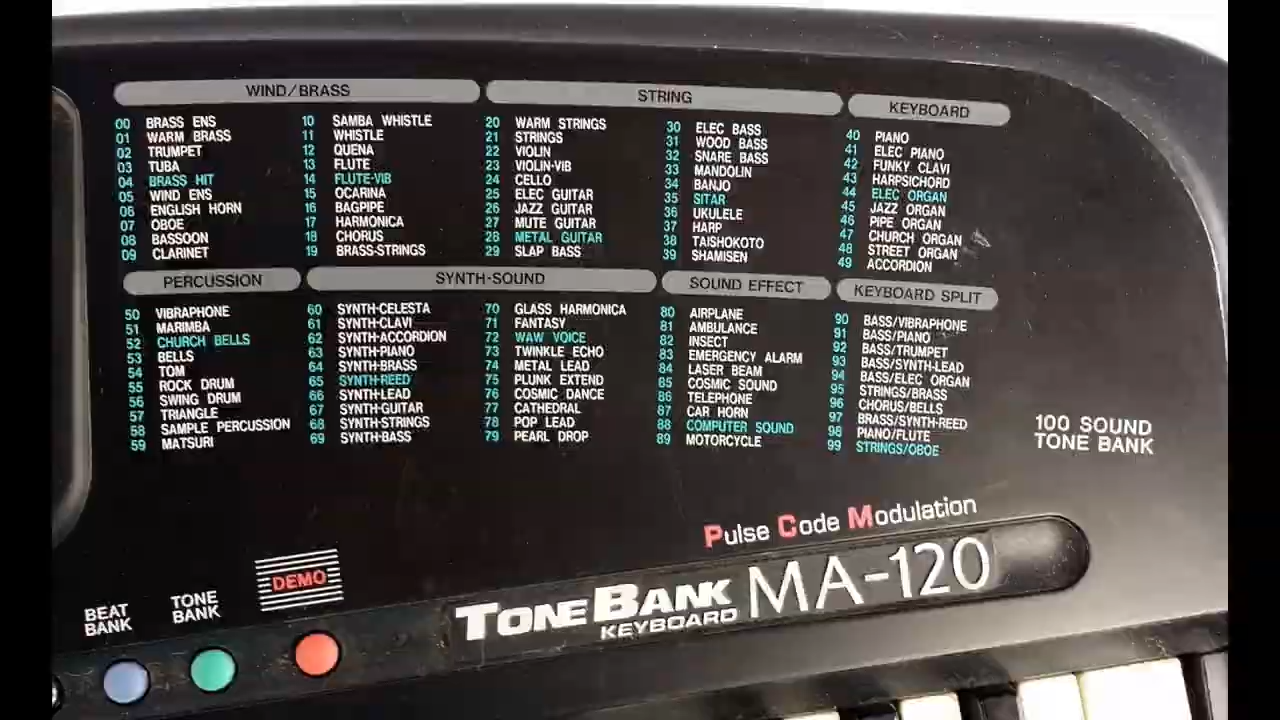 WIND/BRASS
00 BRASS ENS
01 WARM BRASS
02 TRUMPET
03 TUBA
04 BRASS HIT
05 WIND ENS
06 ENGLISH HORN
07 OBOE
08 BASSOON
09 CLARINET
10 SAMBA WHISTLE
11 WHISTLE
12 QUENA
13 FLUTE
14 FLUTE-VIB
15 OCARINA
16 BAGPIPE
17 HARMONICA
18 CHORUS
19 BRASS-STRINGS
STRING
20 WARM STRINGS
21 STRINGS
22 VIOLIN
23 VIOLIN-VIB
24 CELLO
25 ELEC GUITAR
26 JAZZ GUITAR
27 MUTE GUITAR
28 METAL GUITAR
29 SLAP BASS
30 ELEC BASS
31 WOOD BASS
32 SNARE BASS
33 MANDOLIN
34 BANJO
35 SITAR
36 UKULELE
37 HARP
38 TAISHOKOTO
39 SHAMISEN
KEYBOARD
40 PIANO
41 ELEC PIANO
42 FUNKY CLAVI
43 HARPSICHORD
44 ELEC ORGAN
45 JAZZ ORGAN
46 PIPE ORGAN
47 CHURCH ORGAN
48 STREET ORGAN
49 ACCORDION
PERCUSSION
50 VIBRAPHONE
51 MARIMBA
52 CHURCH BELLS
53 BELLS
54 TOM
55 ROCK DRUM
56 SWING DRUM
57 TRIANGLE
58 SAMPLE PERCUSSION
59 MATSURI
SYNTH-SOUND
60 SYNTH-CELESTA
61 SYNTH-CLAVI
62 SYNTH-ACCORDION
63 SYNTH-PIANO
64 SYNTH-BRASS
65 SYNTH-REED
66 SYNTH-LEAD
67 SYNTH-GUITAR
68 SYNTH-STRINGS
69 SYNTH-BASS
70 GLASS HARMONICA
71 FANTASY
72 WAW VOICE
73 TWINKLE ECHO
74 METAL LEAD
75 PLUNK EXTEND
76 COSMIC DANCE
77 CATHEDRAL
78 POP LEAD
79 PEARL DROP
SOUND EFFECT
80 AIRPLANE
81 AMBULANCE
82 INSECT
83 EMERGENCY ALARM
84 LASER BEAM
85 COSMIC SOUND
86 TELEPHONE
87 CAR HORN
88 COMPUTER SOUND
89 MOTORCYCLE
KEYBOARD SPLIT
90 BASS/VIBRAPHONE
91 BASS/PIANO
92 BASS/TRUMPET
93 BASS/SYNTH-LEAD
94 BASS/ELEC ORGAN
95 STRINGS/BRASS
96 CHORUS/BELLS
97 BRASS/SYNTH-REED
98 PIANO/FLUTE
99 STRINGS/OBOE
100 SOUND
TONE BANK
Pulse Code Modulation
TONE BANK
KEYBOARD
MA-120
BEAT
BANK
TONE
BANK
DEMO